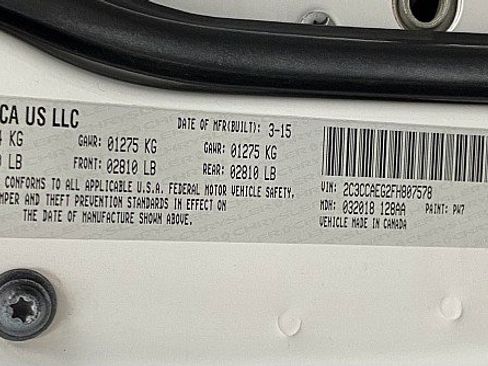 CA US LLC
DATE OF MFR(BUILT): 3-15
KG GAWR: 01275 KG GAWR: 01275 KG
LB FRONT: 02810 LB REAR: 02810 LB
CONFORMS TO ALL APPLICABLE U.S.A. FEDERAL MOTOR VEHICLE SAFETY,
MPER AND THEFT PREVENTION STANDARDS IN EFFECT ON
THE DATE OF MANUFACTURE SHOWN ABOVE.
VIN: 2C3CCAEG2FH807578
MDH: 032018 128AA PAINT: PW7
VEHICLE MADE IN CANADA